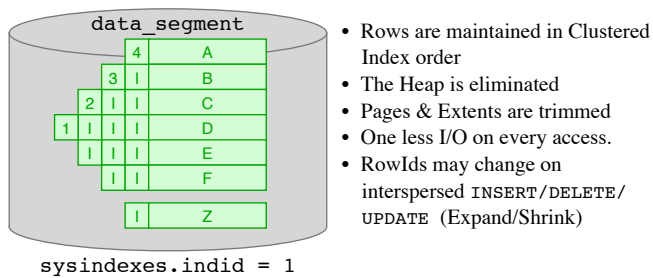 data_segment
4 A
3 I B
2 I I C
1 I I I D
I I I E
I I F
I Z
sysindexes.indid = 1
• Rows are maintained in Clustered
Index order
• The Heap is eliminated
• Pages & Extents are trimmed
• One less I/O on every access.
• RowIds may change on
interspersed INSERT/DELETE/
UPDATE (Expand/Shrink)